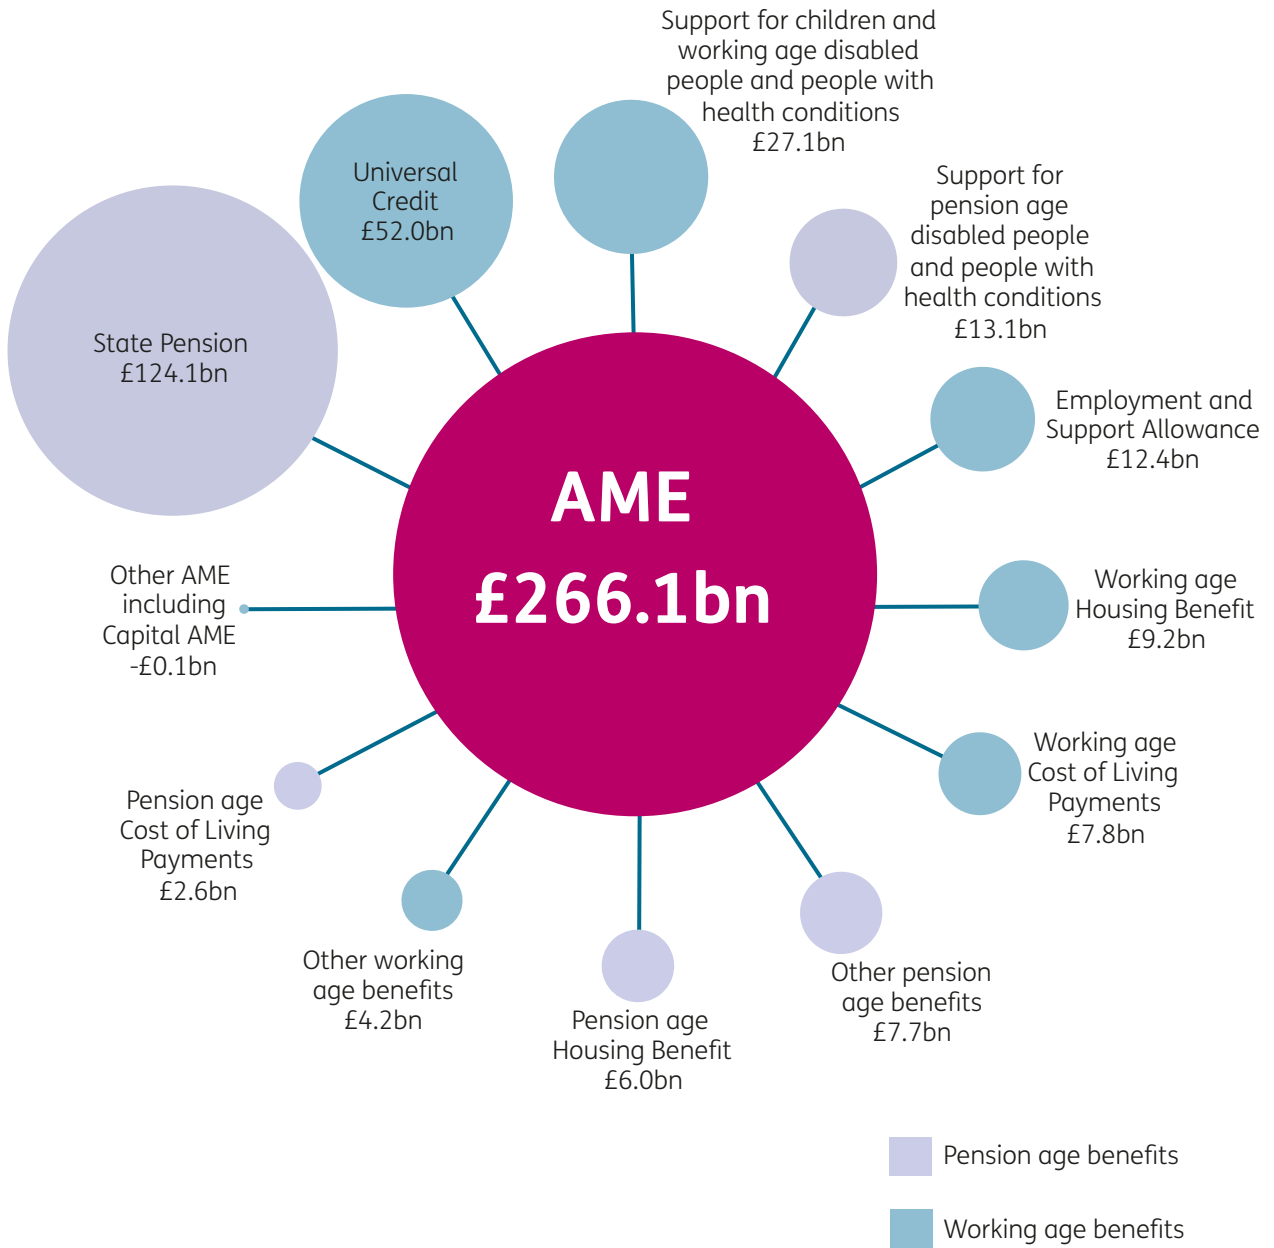 Support for children and
working age disabled
people and people with
health conditions
£27.1bn
Universal
Credit
£52.0bn
Support for
pension age
disabled people
and people with
health conditions
£13.1bn
State Pension
£124.1bn
Employment and
Support Allowance
£12.4bn
AME
£266.1bn
Other AME
including
Capital AME
-£0.1bn
Working age
Housing Benefit
£9.2bn
Working age
Cost of Living
Payments
£7.8bn
Pension age
Cost of Living
Payments
£2.6bn
Other working
age benefits
£4.2bn
Pension age
Housing Benefit
£6.0bn
Other pension
age benefits
£7.7bn
Pension age benefits
Working age benefits